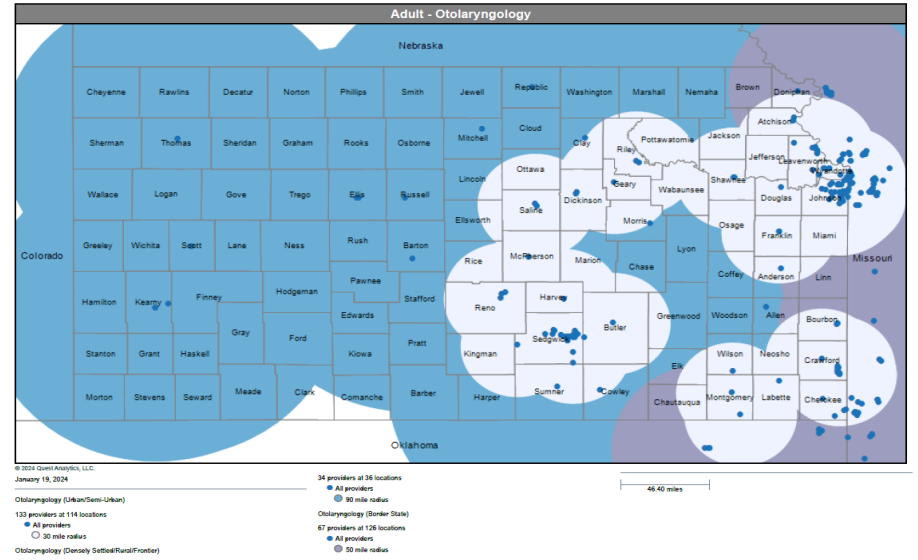 Adult - Otolaryngology
Nebraska
Cheyenne Rawlins Decatur Norton Phillips Smith Jewell Republic Washington Marshall Nemaha Brown Doniphan
Atchison
Sherman Thomas Sheridan Graham Rooks Osborne Mitchell Cloud Clay Riley Pottawatomie Jackson
Jefferson Leavenworth
Wallace Logan Gove Trego Ellis Russell Lincoln Ottawa Geary Wabaunsee Shawnee Wyandotte
Saline Dickinson Douglas Johnson
Ellsworth Morris Osage Franklin Miami
Greeley Wichita Scott Lane Ness Rush Barton Rice McPherson Marion Chase Lyon
Colorado Missouri
Coffey Anderson Linn
Hamilton Kearny Finney Hodgeman Pawnee Stafford Reno Harvey
Edwards Butler Greenwood Woodson Allen Bourbon
Gray Ford Pratt Sedgwick
Stanton Grant Haskell Kiowa Kingman Elk Wilson Neosho Crawford
Morton Stevens Seward Meade Clark Comanche Barber Harper Sumner Cowley Chautauqua Montgomery Labette Cherokee
Oklahoma
© 2024 Quest Analytics, LLC.
January 19, 2024
Otolaryngology (Urban/Semi-Urban)
133 providers at 114 locations
All providers
30 mile radius
Otolaryngology (Densely Settled/Rural/Frontier)
34 providers at 36 locations
All providers
90 mile radius
Otolaryngology (Border State)
67 providers at 126 locations
All providers
50 mile radius
46.40 miles